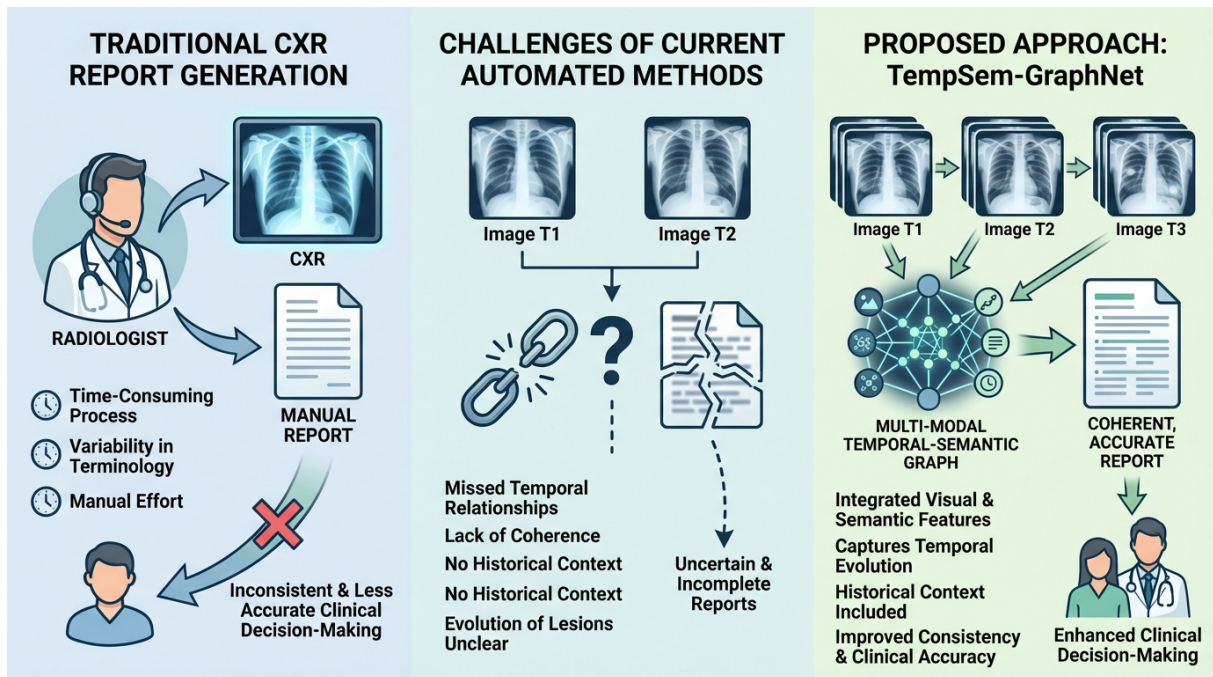 TRADITIONAL CXR
REPORT GENERATION
CXR
RADIOLOGIST
MANUAL
REPORT
Time-Consuming
Process
Variability in
Terminology
Manual Effort
Inconsistent & Less
Accurate Clinical
Decision-Making
CHALLENGES OF CURRENT
AUTOMATED METHODS
Image T1
Image T2
?
Missed Temporal
Relationships
Lack of Coherence
No Historical Context
No Historical Context
Evolution of Lesions
Unclear
Uncertain &
Incomplete
Reports
PROPOSED APPROACH:
TempSem-GraphNet
Image T1
Image T2
Image T3
MULTI-MODAL
TEMPORAL-SEMANTIC
GRAPH
COHERENT,
ACCURATE
REPORT
Integrated Visual &
Semantic Features
Captures Temporal
Evolution
Historical Context
Included
Improved Consistency
& Clinical Accuracy
Enhanced Clinical
Decision-Making